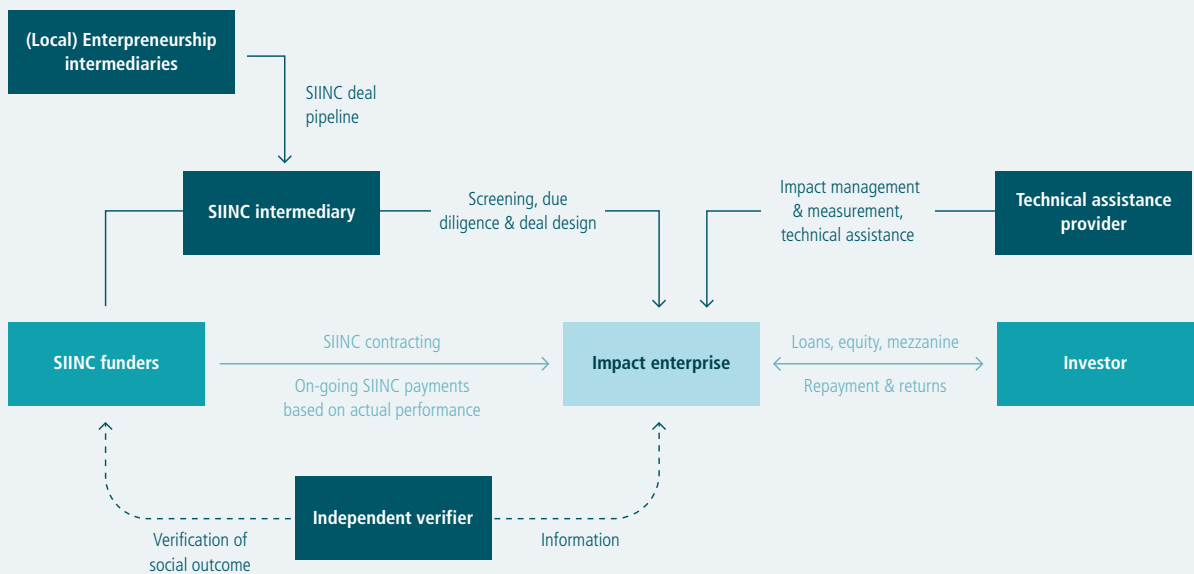 (Local) Enterpreneurship
intermediaries
SIINC deal
pipeline
SIINC intermediary
Screening, due
diligence & deal design
Impact management
& measurement,
technical assistance
Technical assistance
provider
SIINC funders
SIINC contracting
On-going SIINC payments
based on actual performance
Impact enterprise
Loans, equity, mezzanine
Repayment & returns
Investor
Independent verifier
Verification of
social outcome
Information